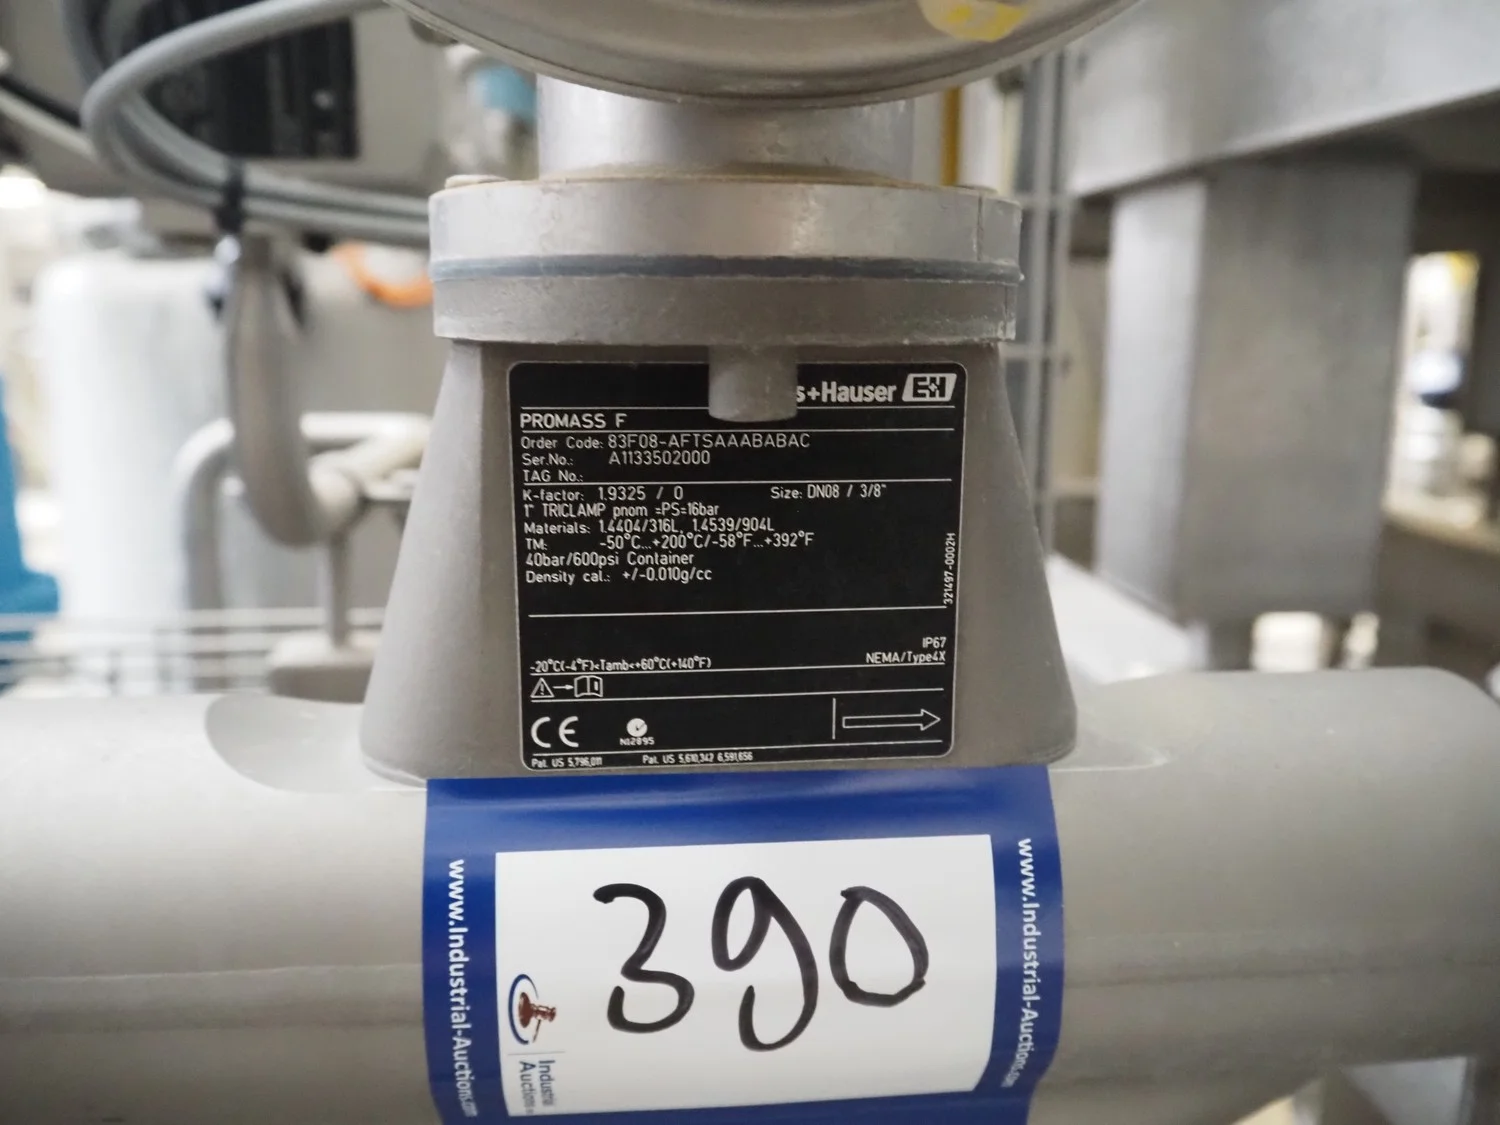 s+Hauser E+H
PROMASS F
Order Code: 83F08-AFTSAAABABAC
Ser.No.: A1133502000
TAG No.:
K-factor: 1.9325 / 0 Size: DN08 / 3/8"
1" TRICLAMP pnom =PS=16bar
Materials: 1.4404/316L, 1.4539/904L
TM: -50°C...+200°C/-58°F...+392°F
40bar/600psi Container
Density cal.: +/-0.010g/cc
321497-0002H
IP67
-20°C(-4°F)<Tamb<+60°C(+140°F) NEMA/Type4X
CE
N12895
Pat. US 5,796,011 Pat. US 5,610,342 6,591,656
www.Industrial-Auctions.com
390
Industrial
Auctions
www.Industrial-Auctions.com